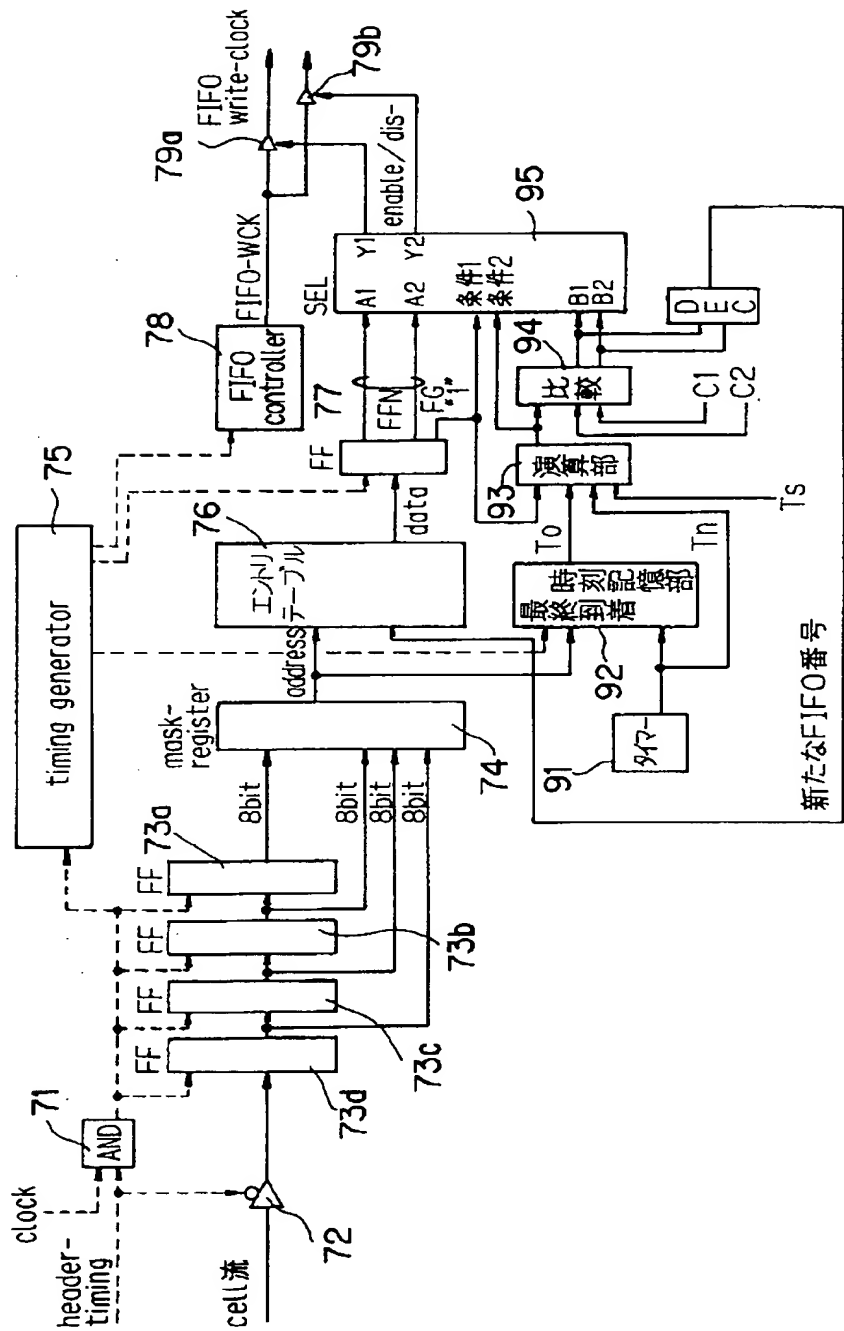 header-
timing
clock
71
AND
cell流
72
FF
FF
FF
FF
73a
73b
73c
73d
8bit
8bit
8bit
8bit
75
timing generator
mask-
register
74
address
76
エントリ
テーブル
data
FF
77
FFN
FG
"1"
78
FIFO
controller
FIFO-WCK
79a
FIFO
write-clock
79b
enable/dis-
SEL
A1
A2
Y1
Y2
条件1
条件2
B1
B2
95
91
タイマー
92
最終到着
時刻記憶部
To
Tn
Ts
93
演算部
94
比較
C1
C2
DEC
新たなFIFO番号